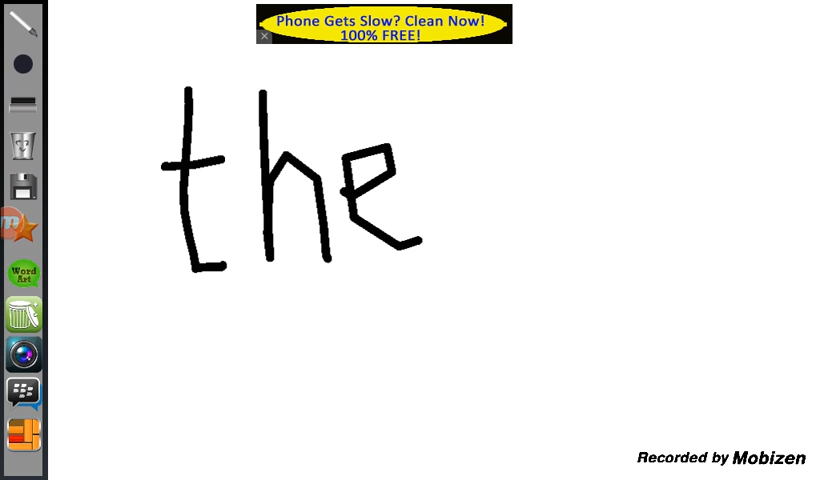 Phone Gets Slow? Clean Now!
100% FREE!
the
Word
Art
Recorded by Mobizen